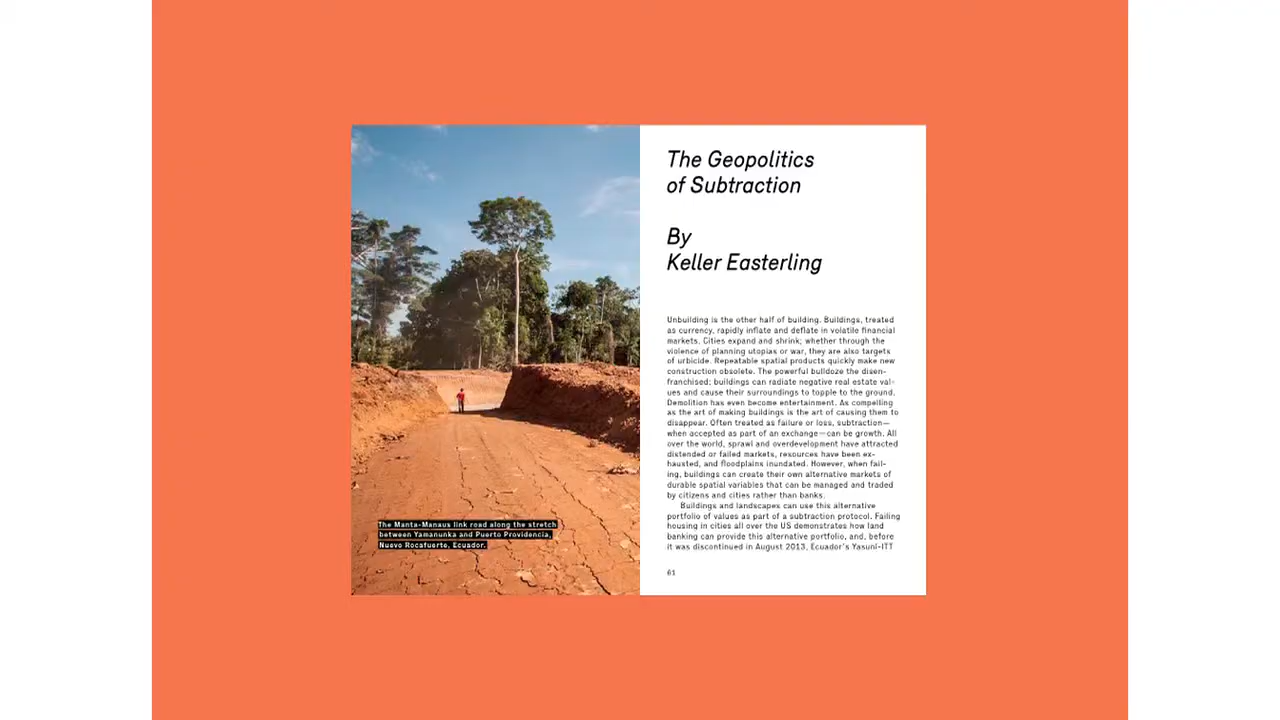 The Manta-Manaus link road along the stretch
between Yamanunka and Puerto Providencia,
Nuevo Rocafuerte, Ecuador.
The Geopolitics
of Subtraction
By
Keller Easterling
Unbuilding is the other half of building. Buildings, treated
as currency, rapidly inflate and deflate in volatile financial
markets. Cities expand and shrink; whether through the
violence of planning utopias or war, they are also targets
of urbicide. Repeatable spatial products quickly make new
construction obsolete. The powerful bulldoze the disen-
franchised; buildings can radiate negative real estate val-
ues and cause their surroundings to topple to the ground.
Demolition has even become entertainment. As compelling
as the art of making buildings is the art of causing them to
disappear. Often treated as failure or loss, subtraction—
when accepted as part of an exchange—can be growth. All
over the world, sprawl and overdevelopment have attracted
distended or failed markets, resources have been ex-
hausted, and floodplains inundated. However, when fail-
ing, buildings can create their own alternative markets of
durable spatial variables that can be managed and traded
by citizens and cities rather than banks.
Buildings and landscapes can use this alternative
portfolio of values as part of a subtraction protocol. Failing
housing in cities all over the US demonstrates how land
banking can provide this alternative portfolio, and, before
it was discontinued in August 2013, Ecuador's Yasuní-ITT
61